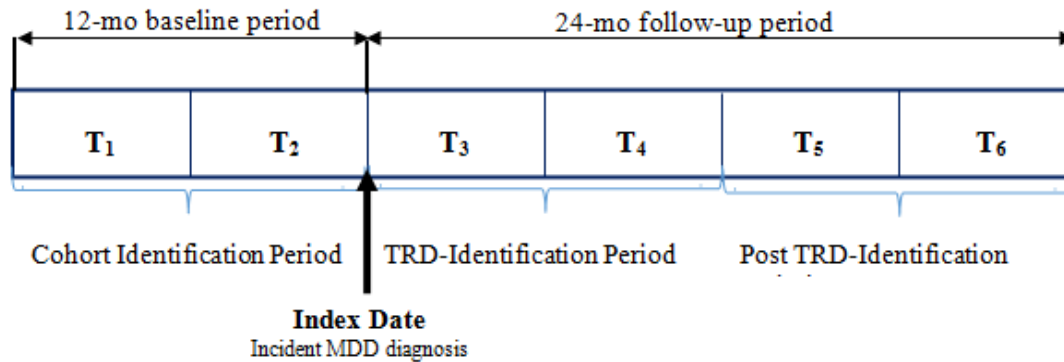 12-mo baseline period
24-mo follow-up period
T₁
T₂
T₃
T₄
T₅
T₆
Cohort Identification Period
TRD-Identification Period
Post TRD-Identification
Index Date
Incident MDD diagnosis